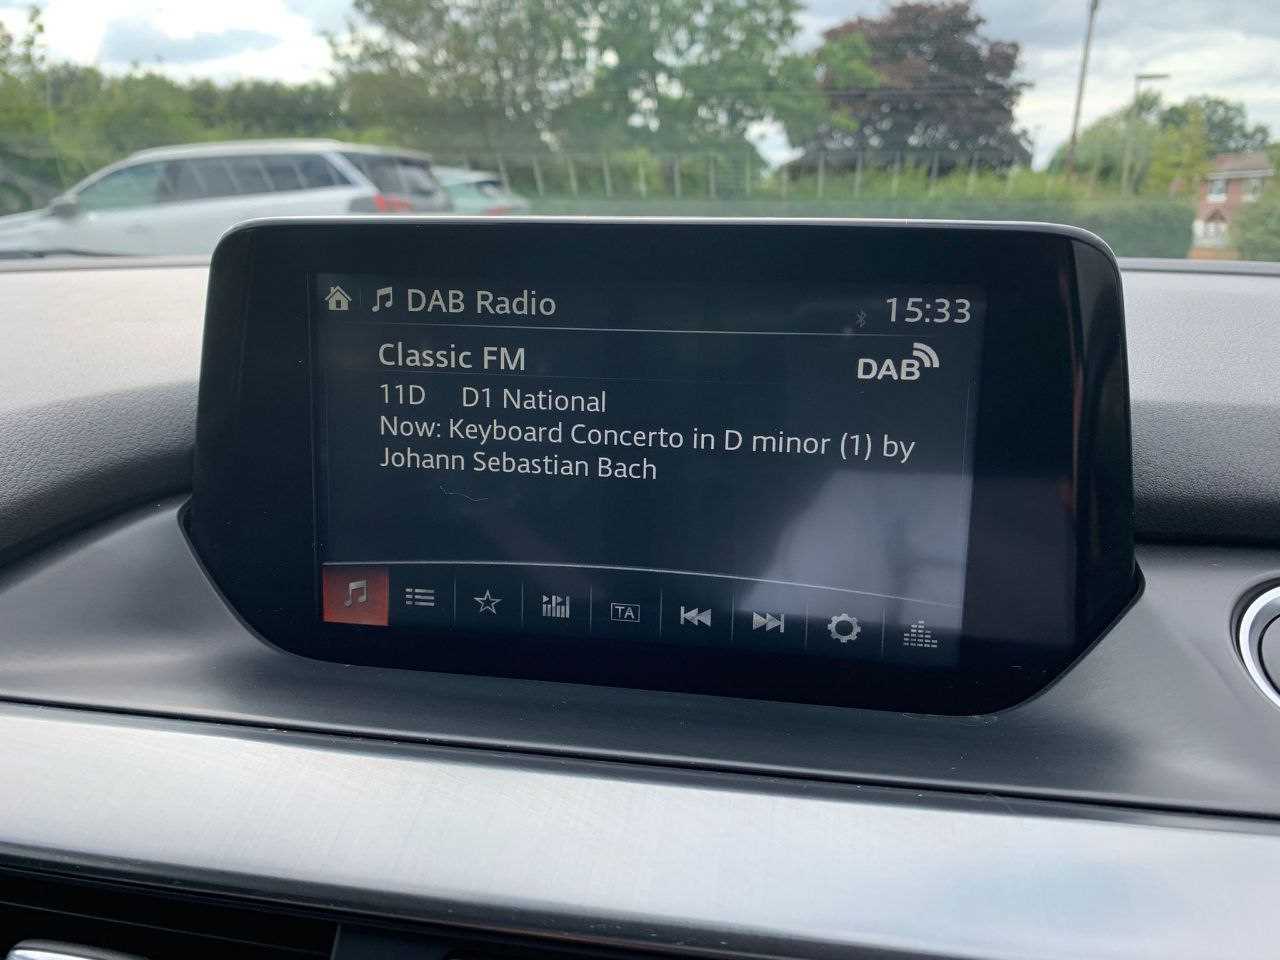 DAB Radio 15:33
Classic FM DAB
11D D1 National
Now: Keyboard Concerto in D minor (1) by
Johann Sebastian Bach
TA